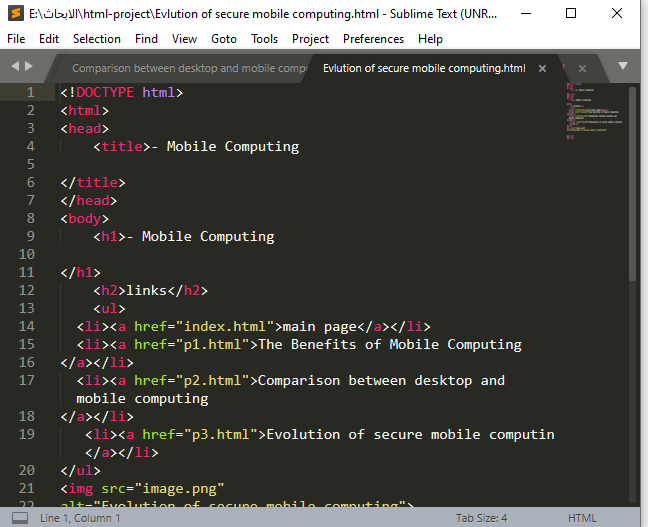 E:\الابحاث\html-project\Evlution of secure mobile computing.html - Sublime Text (UNR...
File Edit Selection Find View Goto Tools Project Preferences Help
Comparison between desktop and mobile comp Evlution of secure mobile computing.html
1 <!DOCTYPE html>
2 <html>
3 <head>
4 <title>- Mobile Computing
5
6 </title>
7 </head>
8 <body>
9 <h1>- Mobile Computing
10
11 </h1>
12 <h2>links</h2>
13 <ul>
14 <li><a href="index.html">main page</a></li>
15 <li><a href="p1.html">The Benefits of Mobile Computing
16 </a></li>
17 <li><a href="p2.html">Comparison between desktop and
mobile computing
18 </a></li>
19 <li><a href="p3.html">Evolution of secure mobile computin
</a></li>
20 </ul>
21 <img src="image.png"
22 alt="Evolution of secure mobile computing">
Line 1, Column 1 Tab Size: 4 HTML